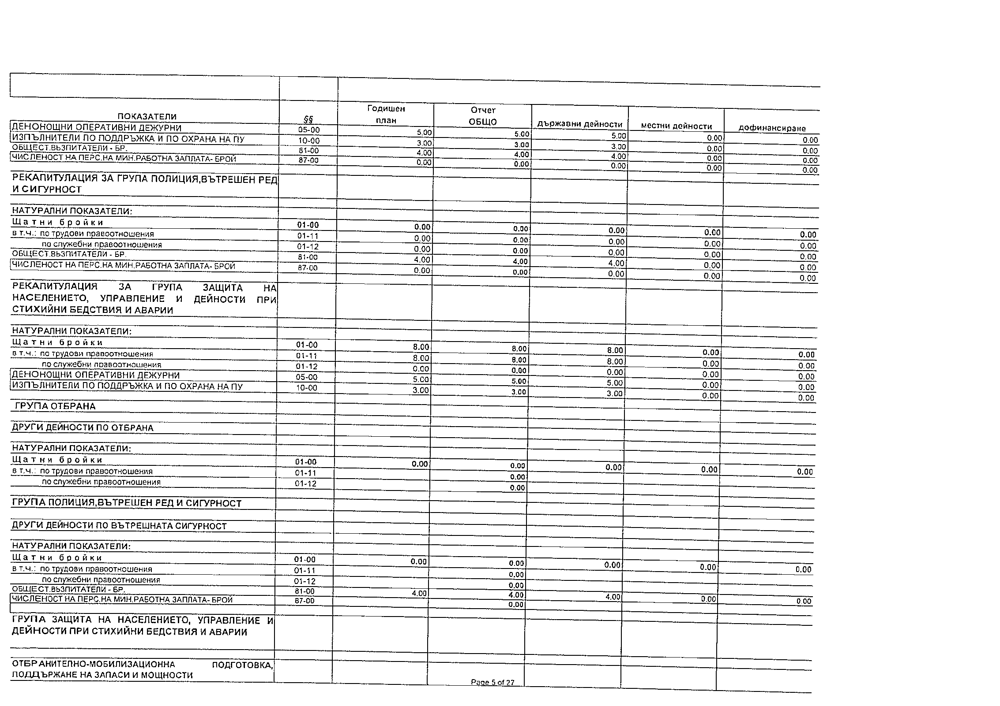 ПОКАЗАТЕЛИ §§ Годишен план Отчет ОБЩО държавни дейности местни дейности дофинансиране
ДЕНОНОЩНИ ОПЕРАТИВНИ ДЕЖУРНИ 05-00 5.00 5.00 5.00 0.00 0.00
ИЗПЪЛНИТЕЛИ ПО ПОДДРЪЖКА И ПО ОХРАНА НА ПУ 10-00 3.00 3.00 3.00 0.00 0.00
ОБЩЕСТ.ВЪЗПИТАТЕЛИ - БР. 81-00 4.00 4.00 4.00 0.00 0.00
ЧИСЛЕНОСТ НА ПЕРС.НА МИН.РАБОТНА ЗАПЛАТА- БРОЙ 87-00 0.00 0.00 0.00 0.00 0.00
РЕКАПИТУЛАЦИЯ ЗА ГРУПА ПОЛИЦИЯ,ВЪТРЕШЕН РЕД
И СИГУРНОСТ
НАТУРАЛНИ ПОКАЗАТЕЛИ:
Щатни бройки 01-00 0.00 0.00 0.00 0.00 0.00
в т.ч.: по трудови правоотношения 01-11 0.00 0.00 0.00 0.00 0.00
по служебни правоотношения 01-12 0.00 0.00 0.00 0.00 0.00
ОБЩЕСТ.ВЪЗПИТАТЕЛИ - БР. 81-00 4.00 4.00 4.00 0.00 0.00
ЧИСЛЕНОСТ НА ПЕРС.НА МИН.РАБОТНА ЗАПЛАТА- БРОЙ 87-00 0.00 0.00 0.00 0.00 0.00
РЕКАПИТУЛАЦИЯ ЗА ГРУПА ЗАЩИТА НА
НАСЕЛЕНИЕТО, УПРАВЛЕНИЕ И ДЕЙНОСТИ ПРИ
СТИХИЙНИ БЕДСТВИЯ И АВАРИИ
НАТУРАЛНИ ПОКАЗАТЕЛИ:
Щатни бройки 01-00 8.00 8.00 8.00 0.00 0.00
в т.ч.: по трудови правоотношения 01-11 8.00 8.00 8.00 0.00 0.00
по служебни правоотношения 01-12 0.00 0.00 0.00 0.00 0.00
ДЕНОНОЩНИ ОПЕРАТИВНИ ДЕЖУРНИ 05-00 5.00 5.00 5.00 0.00 0.00
ИЗПЪЛНИТЕЛИ ПО ПОДДРЪЖКА И ПО ОХРАНА НА ПУ 10-00 3.00 3.00 3.00 0.00 0.00
ГРУПА ОТБРАНА
ДРУГИ ДЕЙНОСТИ ПО ОТБРАНА
НАТУРАЛНИ ПОКАЗАТЕЛИ:
Щатни бройки 01-00 0.00 0.00 0.00 0.00 0.00
в т.ч.: по трудови правоотношения 01-11 0.00
по служебни правоотношения 01-12 0.00
ГРУПА ПОЛИЦИЯ,ВЪТРЕШЕН РЕД И СИГУРНОСТ
ДРУГИ ДЕЙНОСТИ ПО ВЪТРЕШНАТА СИГУРНОСТ
НАТУРАЛНИ ПОКАЗАТЕЛИ:
Щатни бройки 01-00 0.00 0.00 0.00 0.00 0.00
в т.ч.: по трудови правоотношения 01-11 0.00
по служебни правоотношения 01-12 0.00
ОБЩЕСТ.ВЪЗПИТАТЕЛИ - БР. 81-00 4.00 4.00 4.00 0.00 0.00
ЧИСЛЕНОСТ НА ПЕРС.НА МИН.РАБОТНА ЗАПЛАТА- БРОЙ 87-00 0.00
ГРУПА ЗАЩИТА НА НАСЕЛЕНИЕТО, УПРАВЛЕНИЕ И
ДЕЙНОСТИ ПРИ СТИХИЙНИ БЕДСТВИЯ И АВАРИИ
ОТБРАНИТЕЛНО-МОБИЛИЗАЦИОННА ПОДГОТОВКА,
ПОДДЪРЖАНЕ НА ЗАПАСИ И МОЩНОСТИ
Page 5 of 27